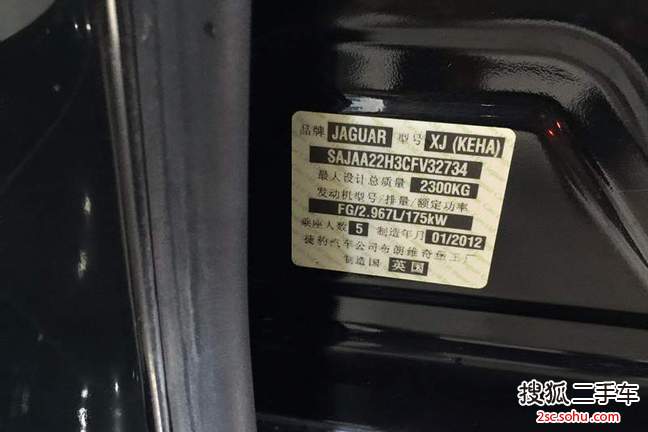 品牌 JAGUAR 型号 XJ (KEHA)
SAJAA22H3CFV32734
最大设计总质量 2300KG
发动机型号/排量/额定功率
FG/2.967L/175kW
乘座人数 5 制造年月 01/2012
捷豹汽车公司布朗维奇堡工厂
制造国 英国
搜狐二手车
2sc.sohu.com